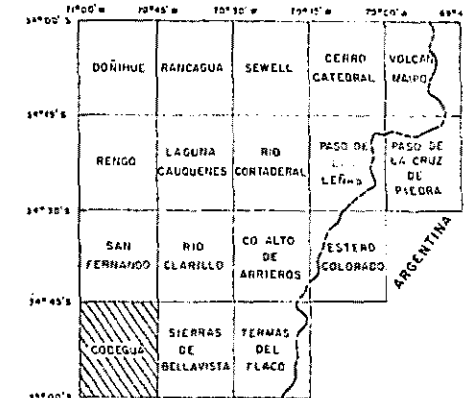 71°00' W 70°45' W 70°30' W 70°15' W 70°00' W
34°00' S
DOÑIHUE RANCAGUA SEWELL CERRO CATEDRAL VOLCAN MAIPO
34°15' S
RENGO LAGUNA CAUQUENES RIO CORTADERAL PASO DE LAS LEÑAS PASO DE LA CRUZ DE PIEDRA
34°30' S
SAN FERNANDO RIO CLARILLO CO ALTO DE ARRIEROS ESTERO COLORADO ARGENTINA
34°45' S
CODEGUA SIERRAS DE BELLAVISTA TERMAS DEL FLACO
35°00' S